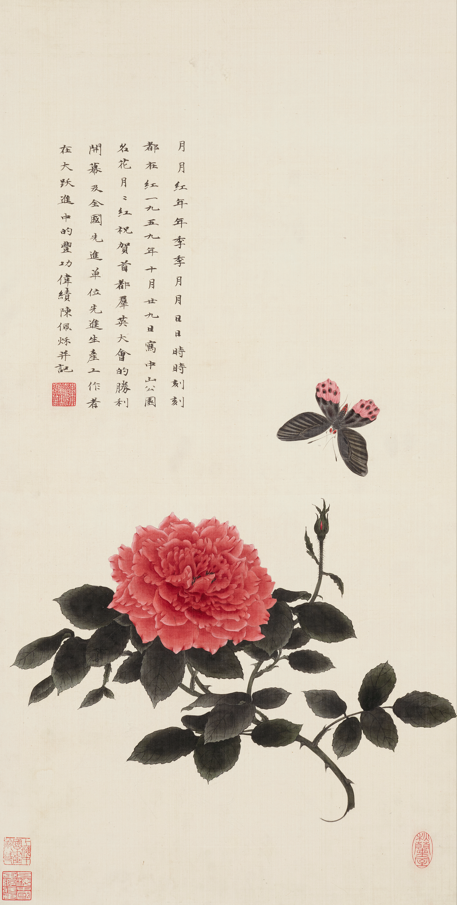 月月紅年年季季月月日日時時刻刻
都在紅一九五九年十月廿九日寫中山公園
名花月々紅祝賀首都羣英大會的勝利
開幕及全國先進單位先進生產工作者
在大跃進中的豐功偉績陳佩烁并記